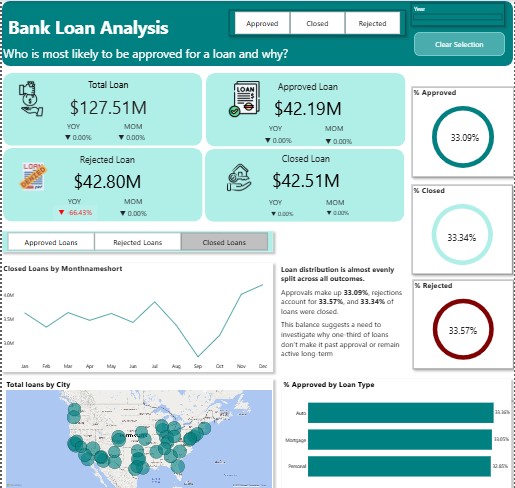 Bank Loan Analysis
Who is most likely to be approved for a loan and why?
Approved
Closed
Rejected
Year
Clear Selection
Total Loan
$127.51M
YOY
MOM
▼ 0.00%
▼ 0.00%
Approved Loan
$42.19M
YOY
MOM
▼ 0.00%
▼ 0.00%
LOAN
Rejected Loan
$42.80M
YOY
MOM
▼ 66.43%
▼ 0.00%
LOAN
Closed Loan
$42.51M
YOY
MOM
▼ 0.00%
▼ 0.00%
% Approved
33.09%
% Closed
33.34%
% Rejected
33.57%
Approved Loans
Rejected Loans
Closed Loans
Closed Loans by Monthnameshort
4.0M
3.5M
3.0M
Jan
Feb
Mar
Apr
May
Jun
Jul
Aug
Sep
Oct
Nov
Dec
Loan distribution is almost evenly
split across all outcomes.
Approvals make up 33.09%, rejections
account for 33.57%, and 33.34% of
loans were closed.
This balance suggests a need to
investigate why one-third of loans
don't make it past approval or remain
active long-term
Total loans by City
% Approved by Loan Type
Auto
33.36%
Mortgage
33.05%
Personal
32.85%